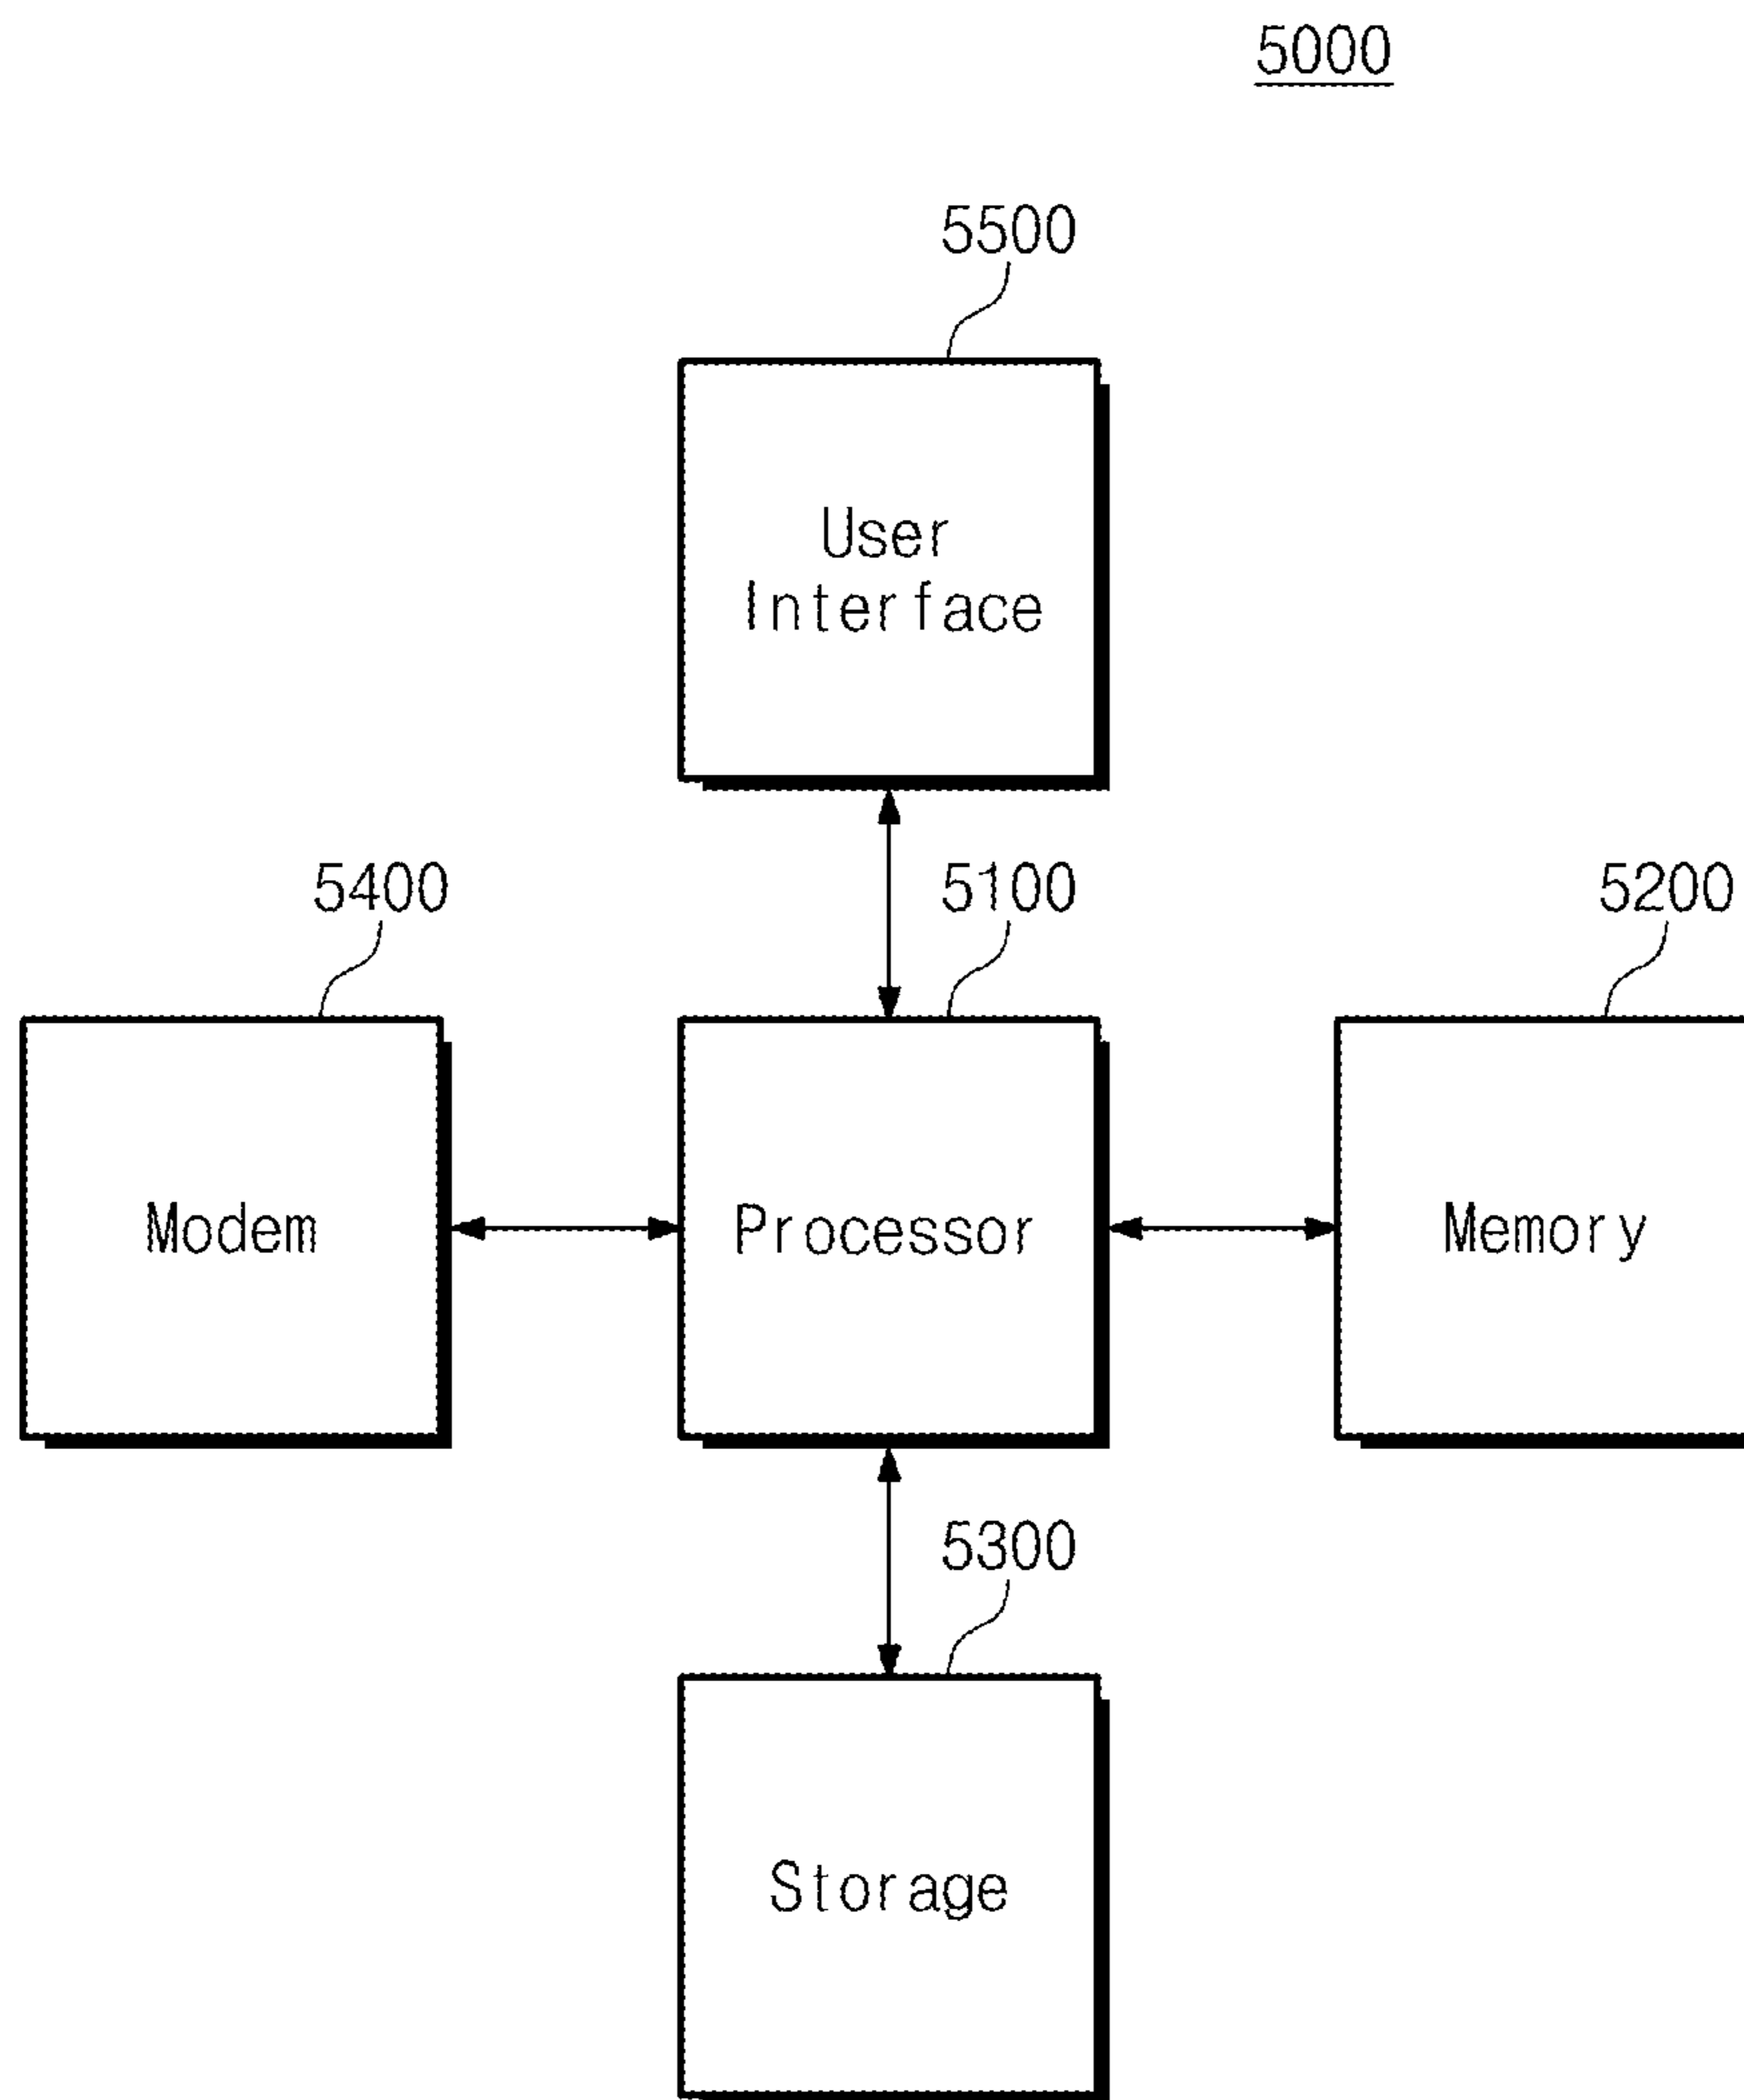 5000
5500
User
Interface
5400
5100
5200
Modem
Processor
Memory
5300
Storage